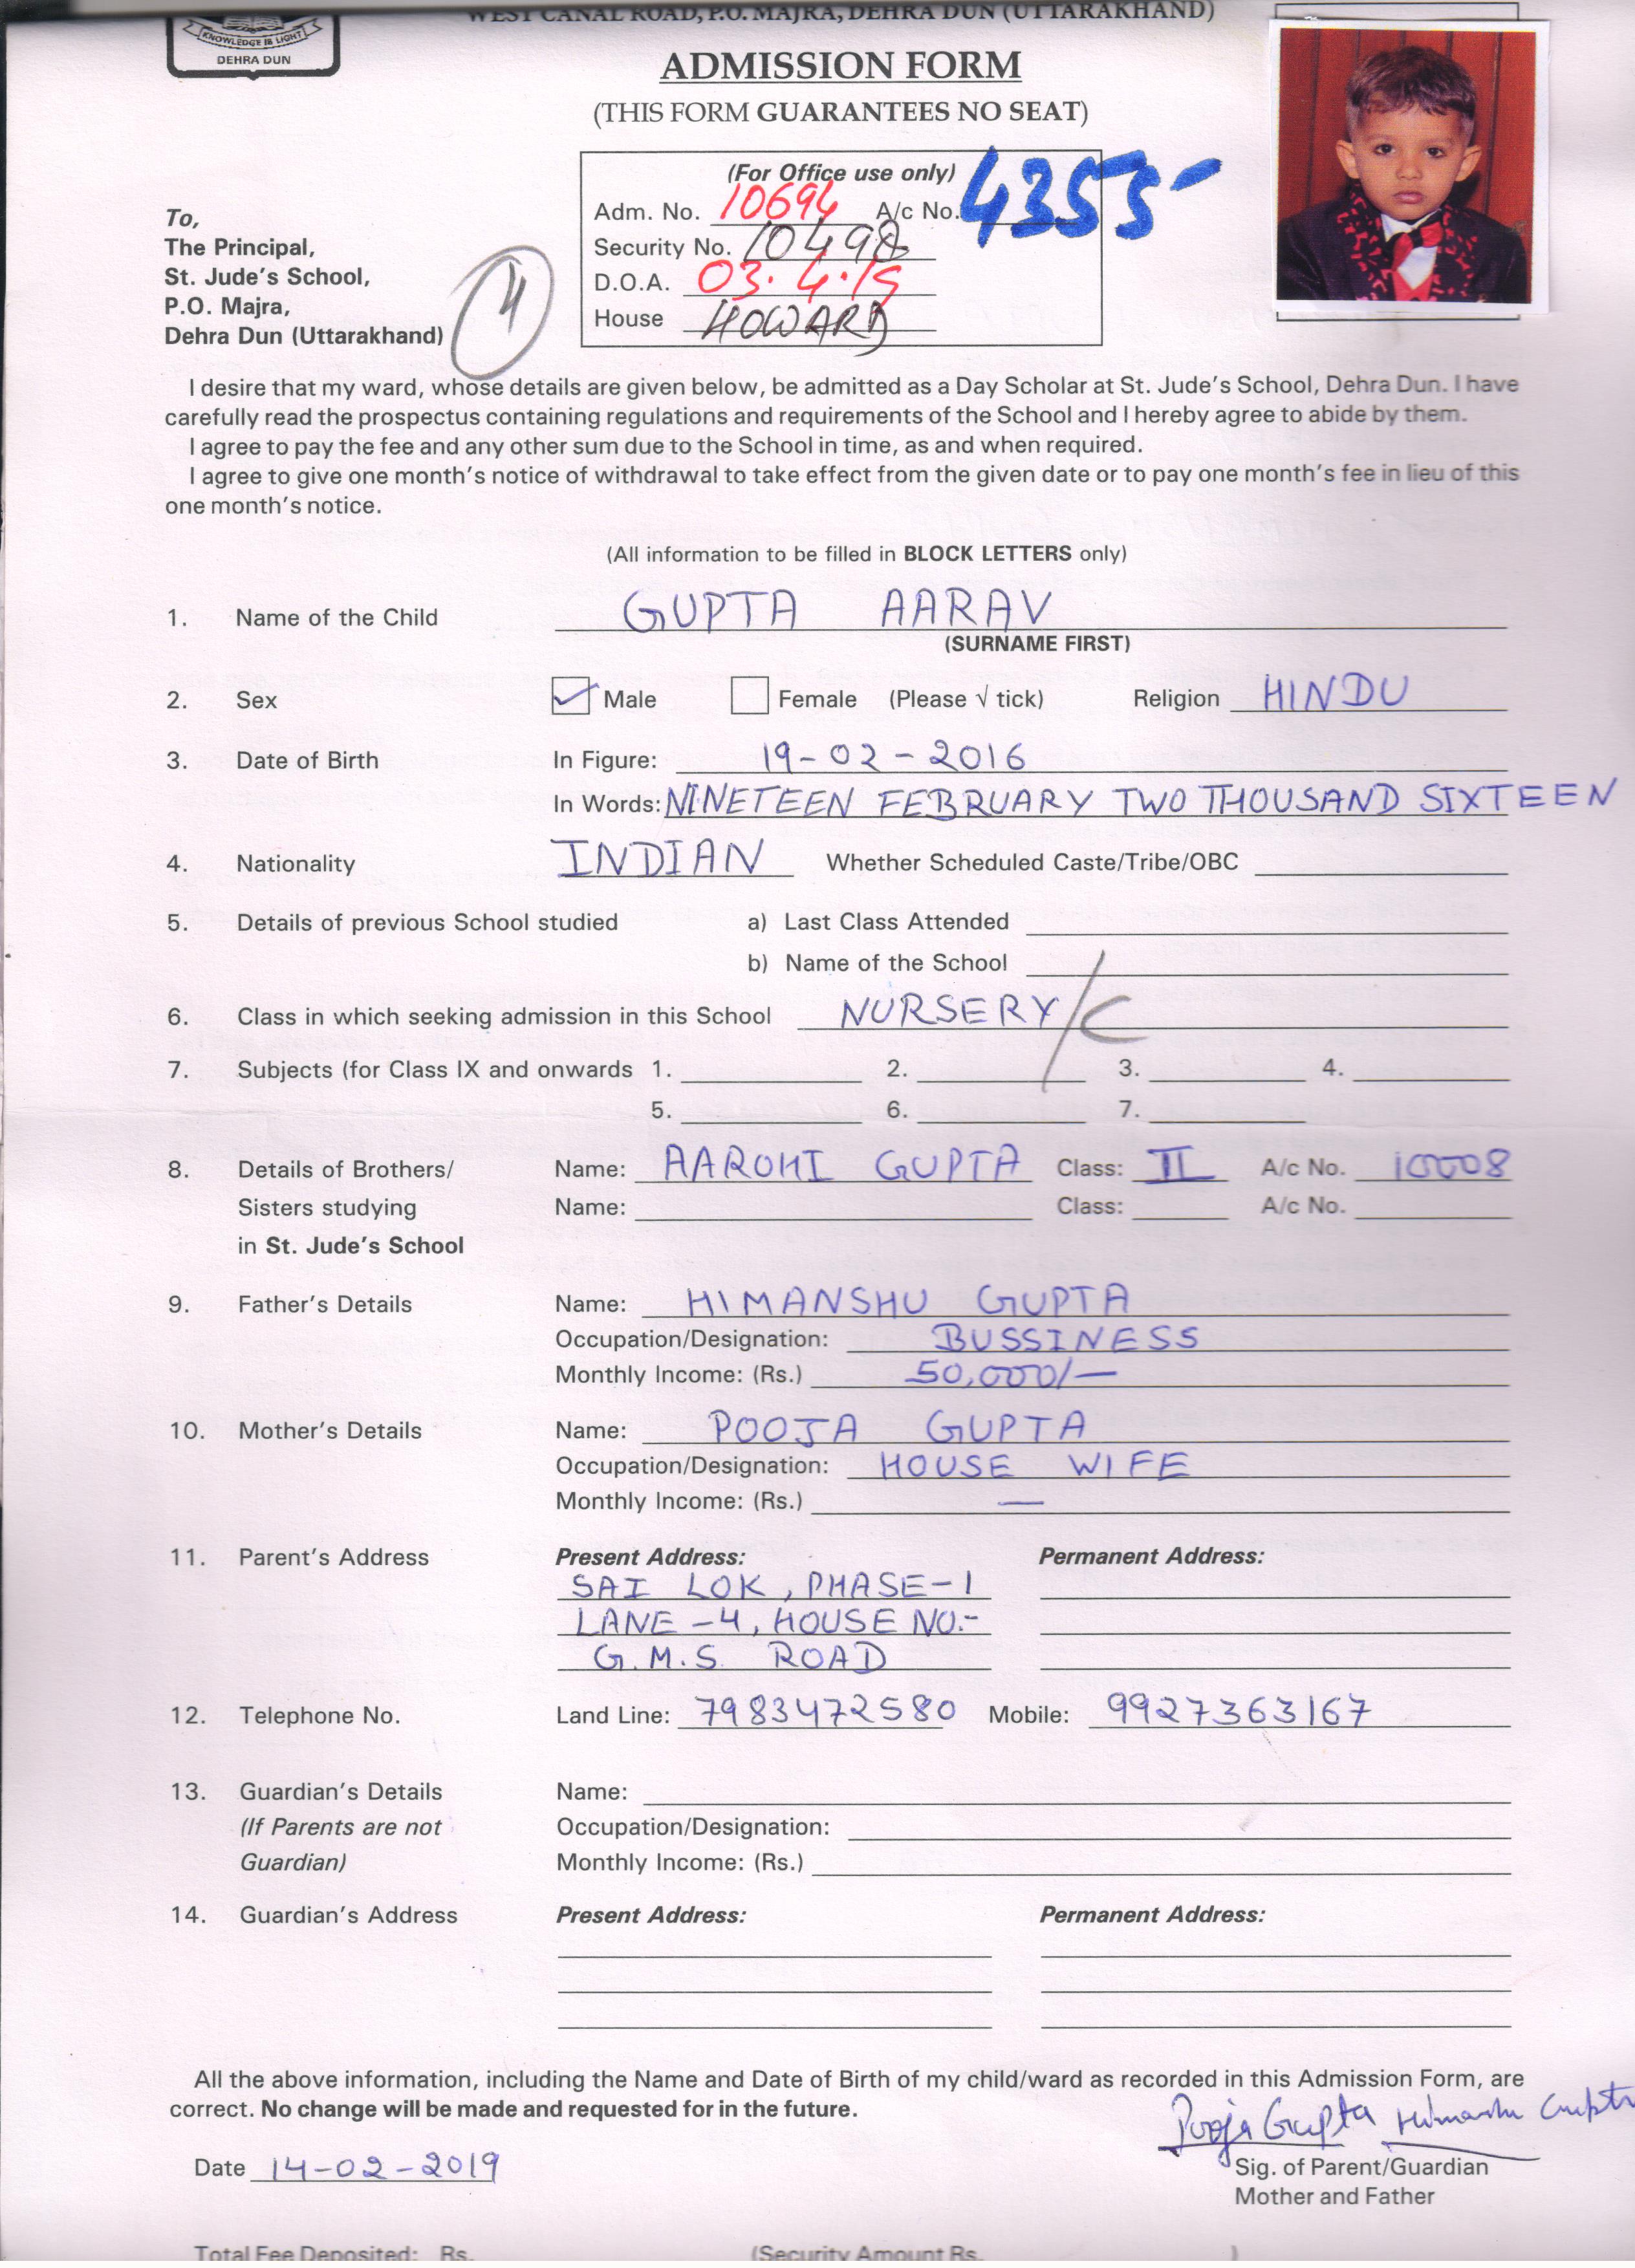 WEST CANAL ROAD, P.O. MAJRA, DEHRA DUN (UTTARAKHAND)
KNOWLEDGE IS LIGHT
DEHRA DUN
ADMISSION FORM
(THIS FORM GUARANTEES NO SEAT)
(For Office use only)
Adm. No. 10694 A/c No. 4355
Security No. 10498
D.O.A. 03.4.19
House HOWARD
To,
The Principal,
St. Jude's School,
P.O. Majra,
Dehra Dun (Uttarakhand)
4
I desire that my ward, whose details are given below, be admitted as a Day Scholar at St. Jude's School, Dehra Dun. I have
carefully read the prospectus containing regulations and requirements of the School and I hereby agree to abide by them.
I agree to pay the fee and any other sum due to the School in time, as and when required.
I agree to give one month's notice of withdrawal to take effect from the given date or to pay one month's fee in lieu of this
one month's notice.
(All information to be filled in BLOCK LETTERS only)
1. Name of the Child GUPTA AARAV
(SURNAME FIRST)
2. Sex ✓ Male Female (Please √ tick) Religion HINDU
3. Date of Birth In Figure: 19-02-2016
In Words: NINETEEN FEBRUARY TWO THOUSAND SIXTEEN
4. Nationality INDIAN Whether Scheduled Caste/Tribe/OBC
5. Details of previous School studied a) Last Class Attended
b) Name of the School
6. Class in which seeking admission in this School NURSERY/C
7. Subjects (for Class IX and onwards 1. 2. 3. 4.
5. 6. 7.
8. Details of Brothers/ Name: AAROHI GUPTA Class: II A/c No. 10008
Sisters studying Name: Class: A/c No.
in St. Jude's School
9. Father's Details Name: HIMANSHU GUPTA
Occupation/Designation: BUSSINESS
Monthly Income: (Rs.) 50,000/-
10. Mother's Details Name: POOJA GUPTA
Occupation/Designation: HOUSE WIFE
Monthly Income: (Rs.) —
11. Parent's Address Present Address: Permanent Address:
SAI LOK, PHASE-1
LANE-4, HOUSE NO.-
G.M.S. ROAD
12. Telephone No. Land Line: 7983472580 Mobile: 9927363167
13. Guardian's Details Name:
(If Parents are not Occupation/Designation:
Guardian) Monthly Income: (Rs.)
14. Guardian's Address Present Address: Permanent Address:
All the above information, including the Name and Date of Birth of my child/ward as recorded in this Admission Form, are
correct. No change will be made and requested for in the future.
Pooja Gupta Himanshu Gupta
Date 14-02-2019 Sig. of Parent/Guardian
Mother and Father
Total Fee Deposited: Rs. (Security Amount Rs. )